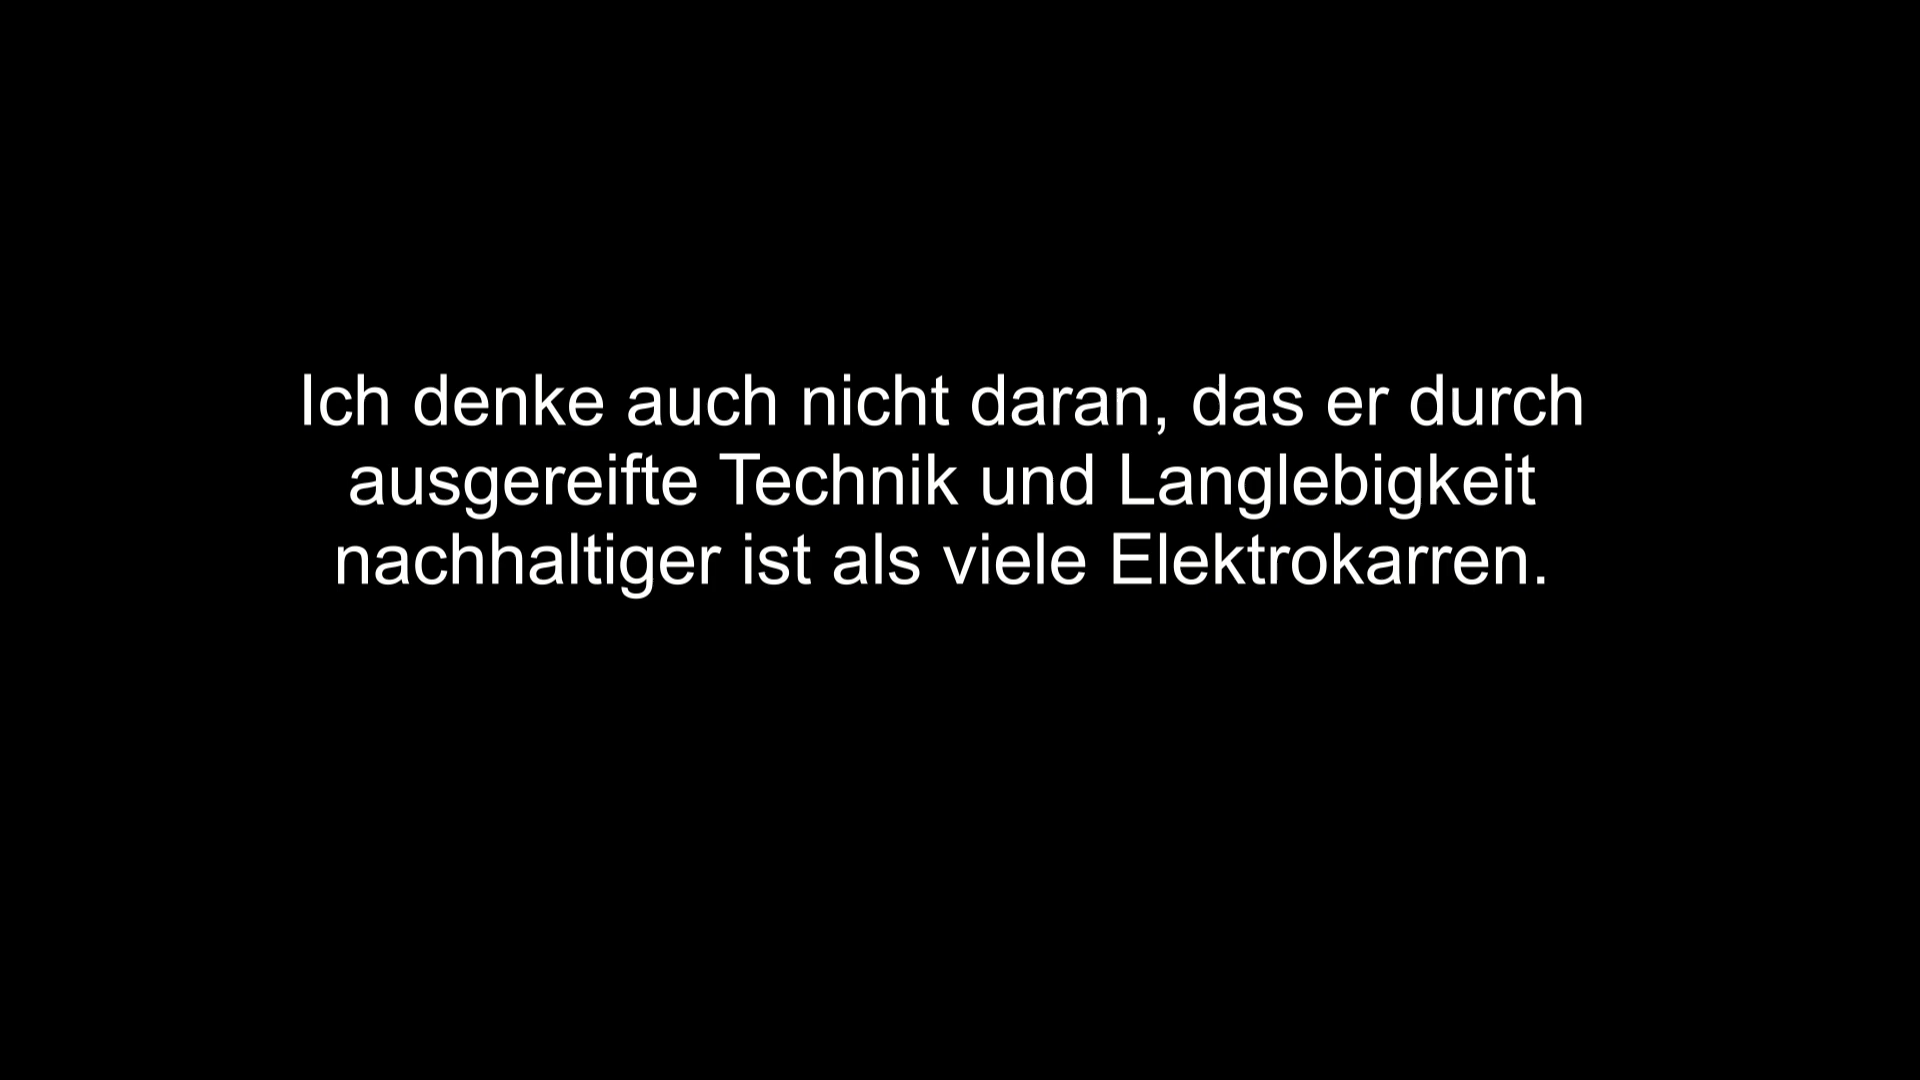 Ich denke auch nicht daran, das er durch
ausgereifte Technik und Langlebigkeit
nachhaltiger ist als viele Elektrokarren.